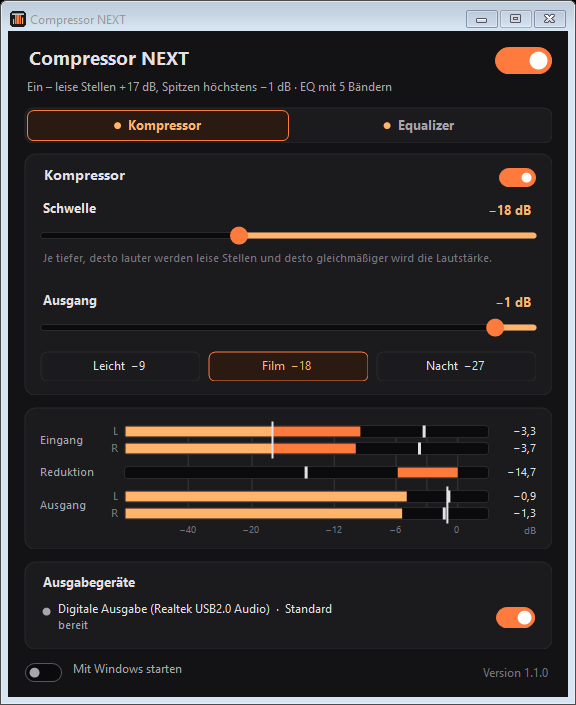 Compressor NEXT
Compressor NEXT
Ein – leise Stellen +17 dB, Spitzen höchstens −1 dB · EQ mit 5 Bändern
Kompressor
Equalizer
Kompressor
Schwelle −18 dB
Je tiefer, desto lauter werden leise Stellen und desto gleichmäßiger wird die Lautstärke.
Ausgang −1 dB
Leicht −9
Film −18
Nacht −27
Eingang
L −3,3
R −3,7
Reduktion −14,7
Ausgang
L −0,9
R −1,3
−40 −20 −12 −6 0 dB
Ausgabegeräte
Digitale Ausgabe (Realtek USB2.0 Audio) · Standard
bereit
Mit Windows starten
Version 1.1.0